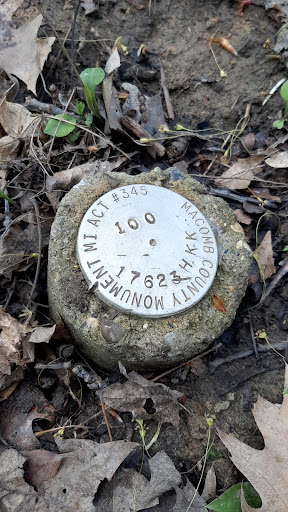 MACOMB COUNTY MONUMENT MI ACT #345
100
17623
H.K.K